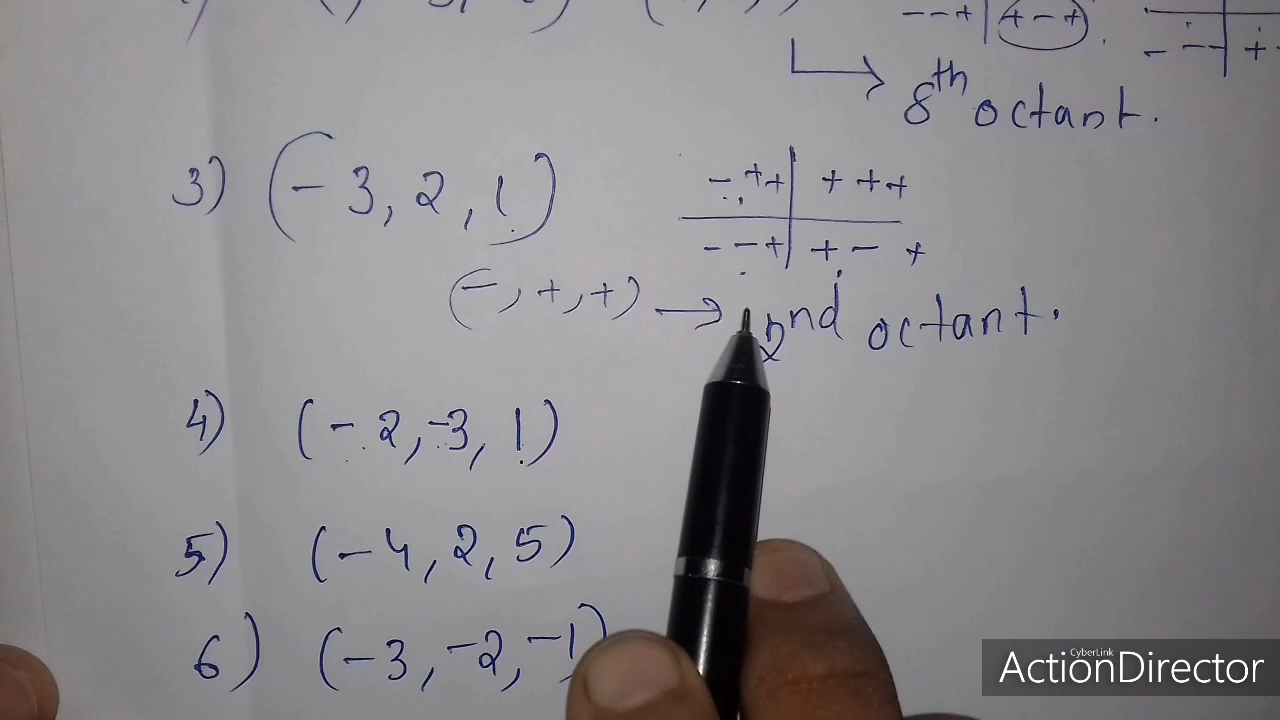 - - + + - +
- - - +
8th octant.
3) (-3, 2, 1)
- + + + + +
- - + + - +
(-, +, +) → 2nd octant.
4) (-2, -3, 1)
5) (-4, 2, 5)
6) (-3, -2, -1)
CyberLink
ActionDirector